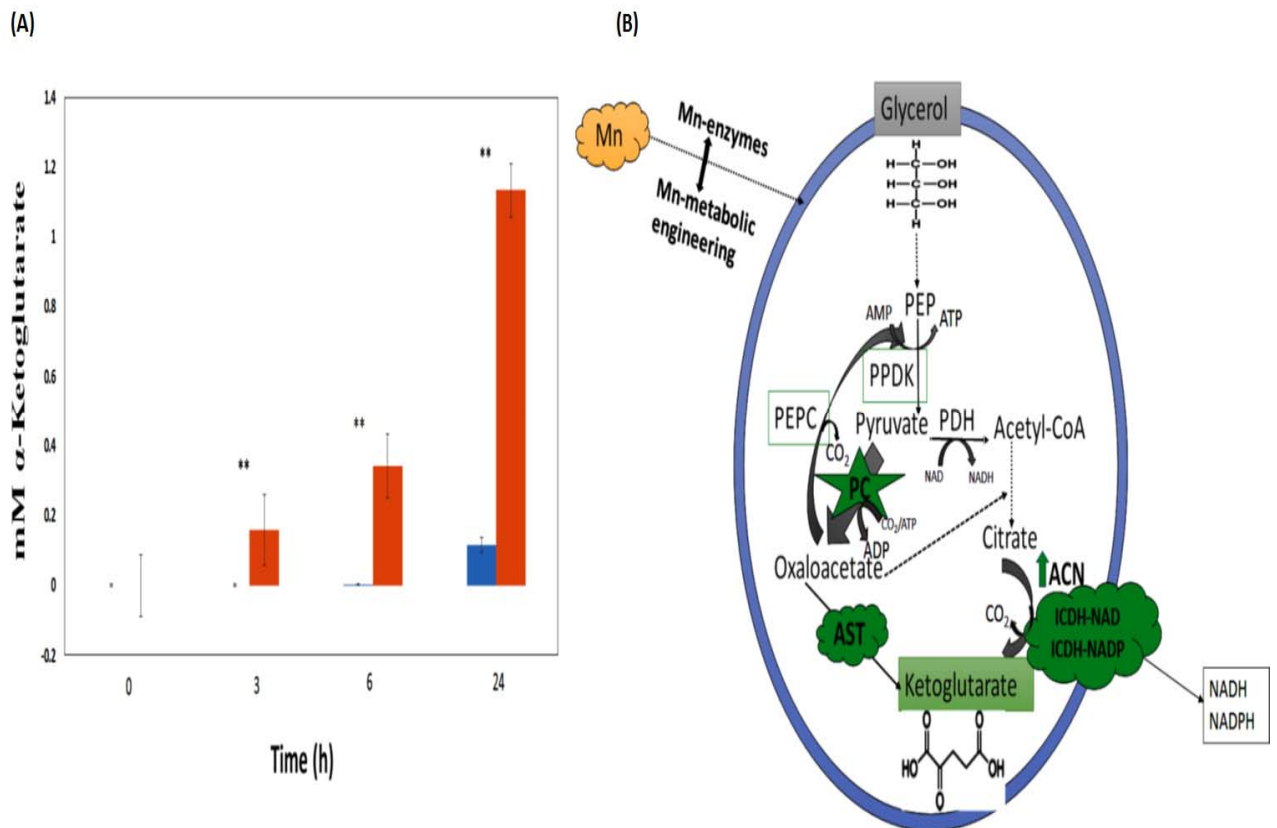 (A)
mM α-Ketoglutarate
1.4
1.2
1
0.8
0.6
0.4
0.2
0
-0.2
**
**
**
0
3
6
24
Time (h)
(B)
Mn
Mn-enzymes
Mn-metabolic
engineering
Glycerol
H
H—C—OH
H—C—OH
H—C—OH
H
PEP
AMP
ATP
PPDK
PEPC
CO2
Pyruvate
PDH
Acetyl-CoA
NAD
NADH
PC
CO2/ATP
ADP
Oxaloacetate
Citrate
ACN
CO2
ICDH-NAD
ICDH-NADP
AST
Ketoglutarate
NADH
NADPH
O O
HO OH
O